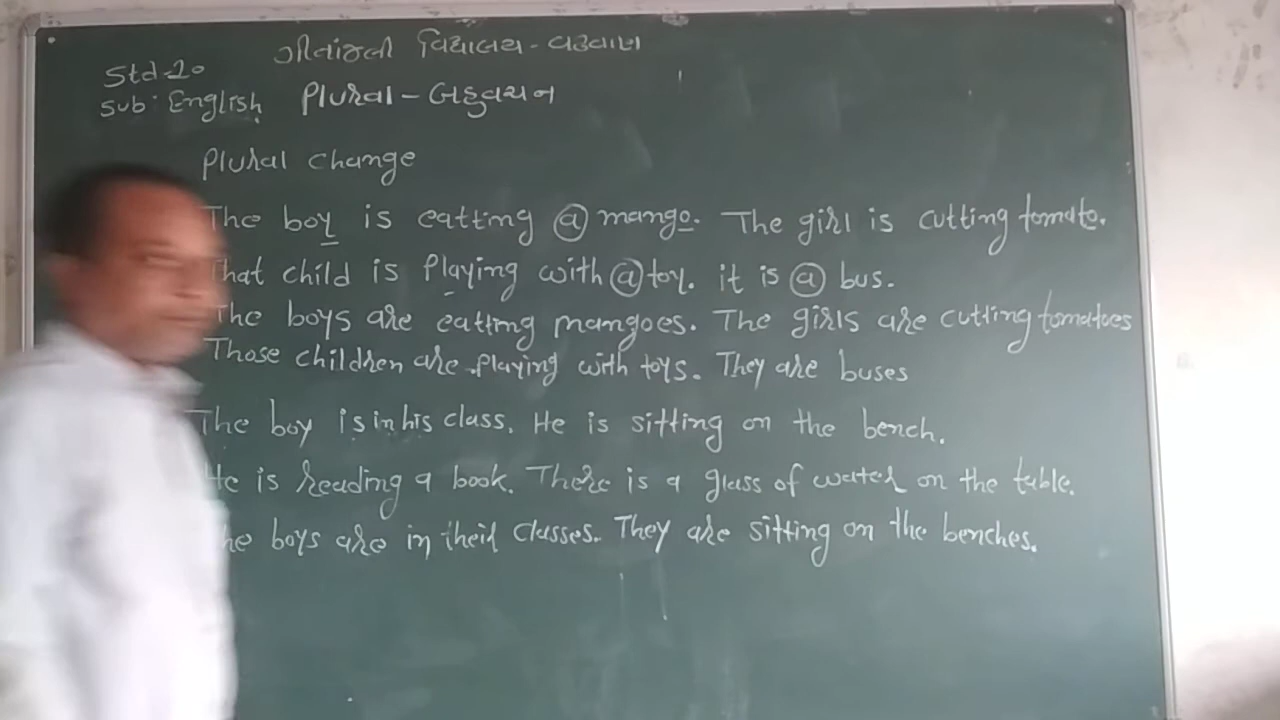 ગીતાંજલી વિદ્યાલય - વઢવાણ
Std-10
Sub: English, Plural - બહુવચન
Plural change
The boy is eatting a mango. The girl is cutting tomato.
That child is Playing with a toy. it is a bus.
The boys are eatting mangoes. The girls are cutting tomatoes
Those children are playing with toys. They are buses
The boy is in his class. He is sitting on the bench.
He is reading a book. There is a glass of water on the table.
The boys are in their classes. They are sitting on the benches.